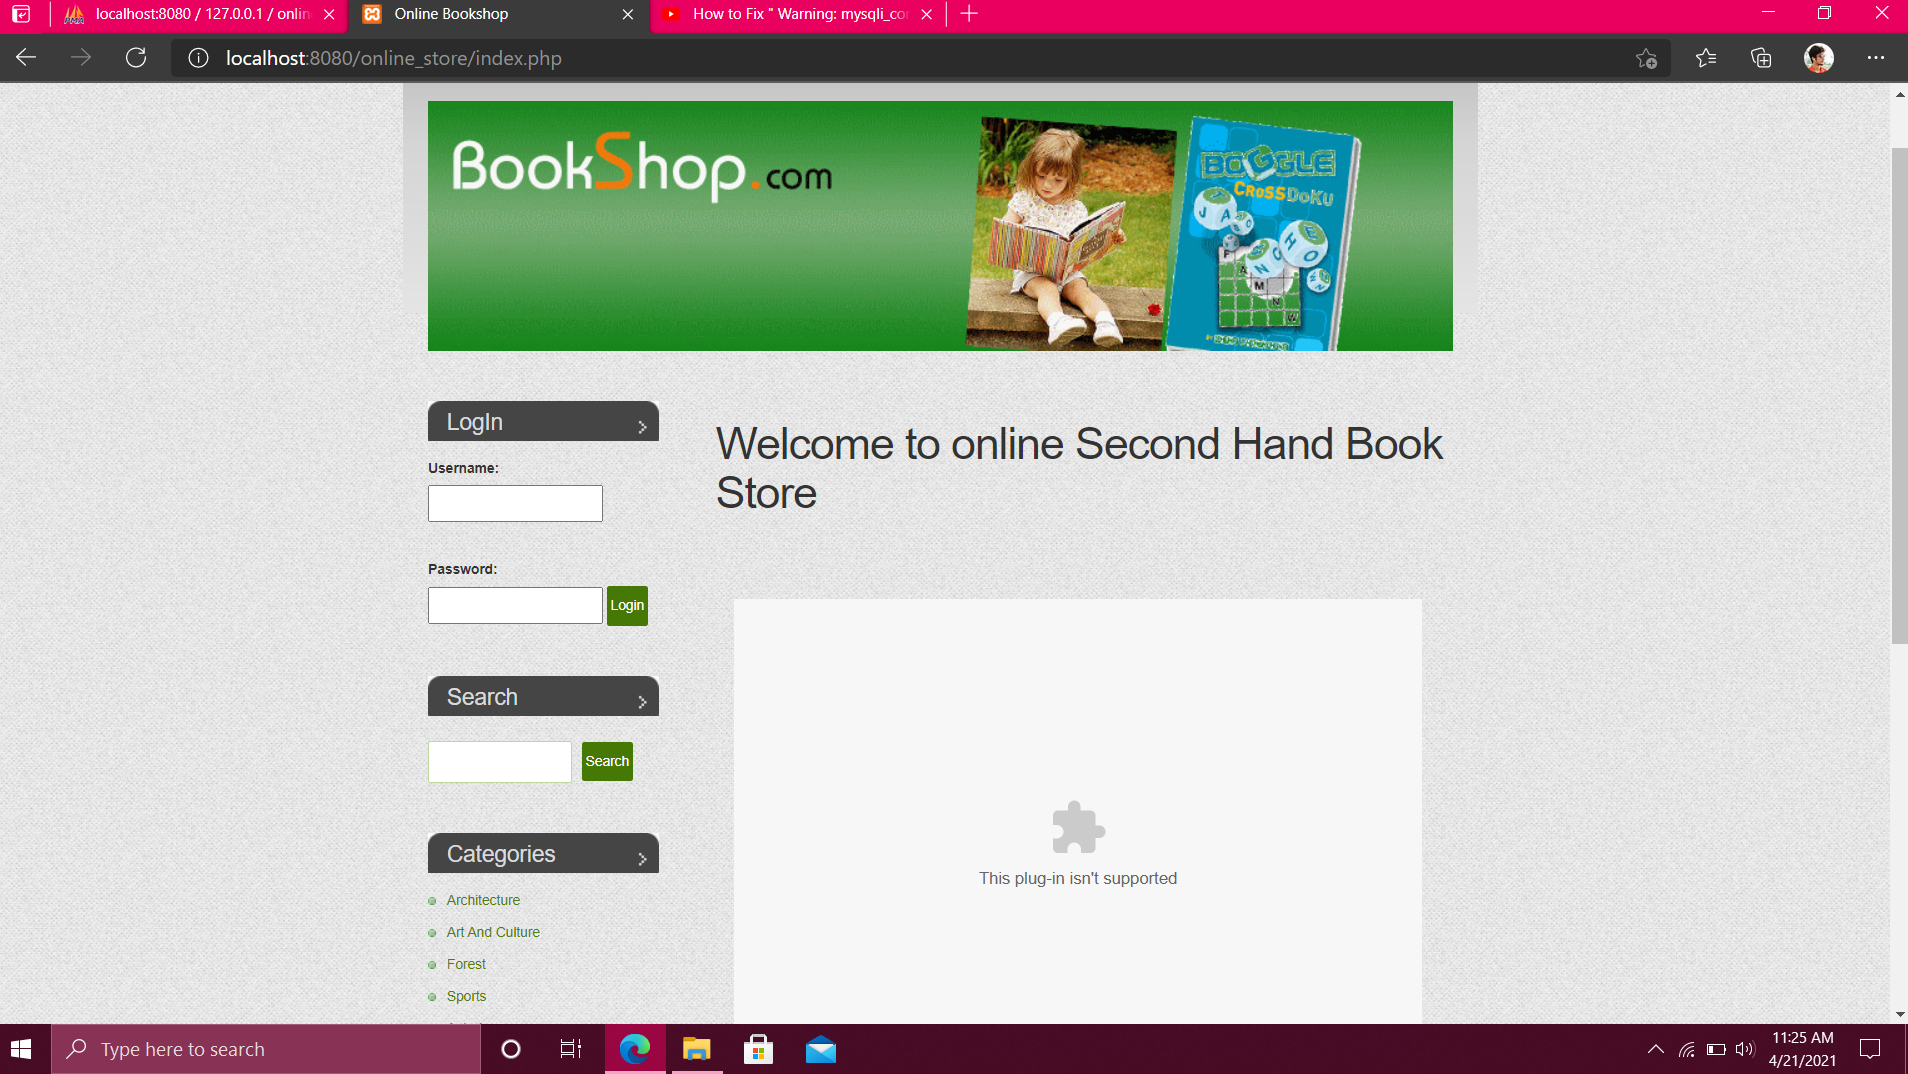 localhost:8080 / 127.0.0.1 / onlin
Online Bookshop
How to Fix " Warning: mysqli_co
localhost:8080/online_store/index.php
BookShop.com
BOGGLE
CROSSDOKU
LogIn
Welcome to online Second Hand Book
Store
Username:
Password:
Login
Search
Search
This plug-in isn't supported
Categories
Architecture
Art And Culture
Forest
Sports
Type here to search
11:25 AM
4/21/2021